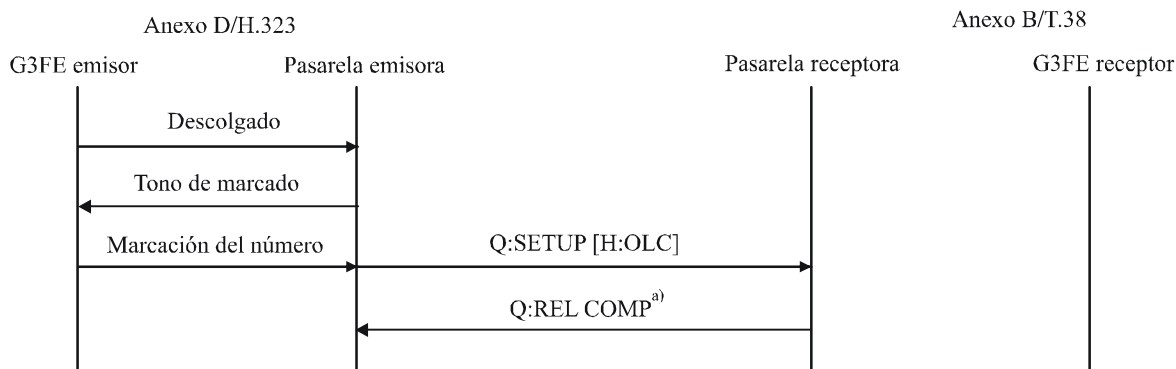 Anexo D/H.323
Anexo B/T.38
G3FE emisor
Pasarela emisora
Pasarela receptora
G3FE receptor
Descolgado
Tono de marcado
Marcación del número
Q:SETUP [H:OLC]
Q:REL COMP a)